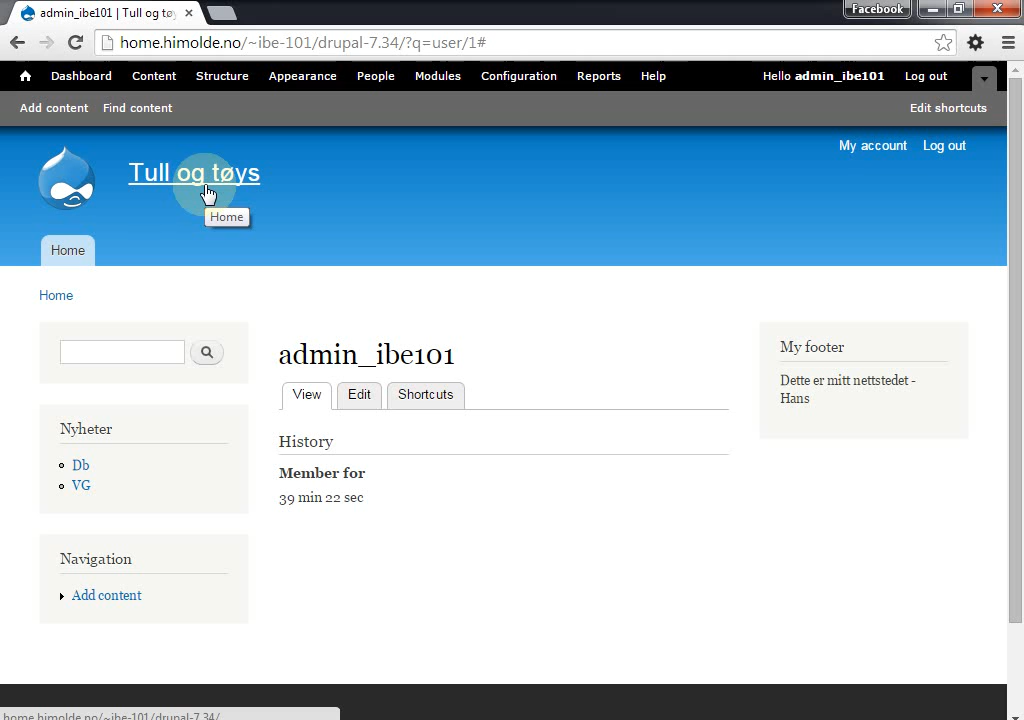 admin_ibe101 | Tull og tø
Facebook
home.himolde.no/~ibe-101/drupal-7.34/?q=user/1#
Dashboard Content Structure Appearance People Modules Configuration Reports Help Hello admin_ibe101 Log out
Add content Find content Edit shortcuts
My account Log out
Tull og tøys
Home
Home
Home
admin_ibe101
View Edit Shortcuts
History
Member for
39 min 22 sec
Nyheter
Db
VG
Navigation
Add content
My footer
Dette er mitt nettstedet -
Hans
home.himolde.no/~ibe-101/drupal-7.34/